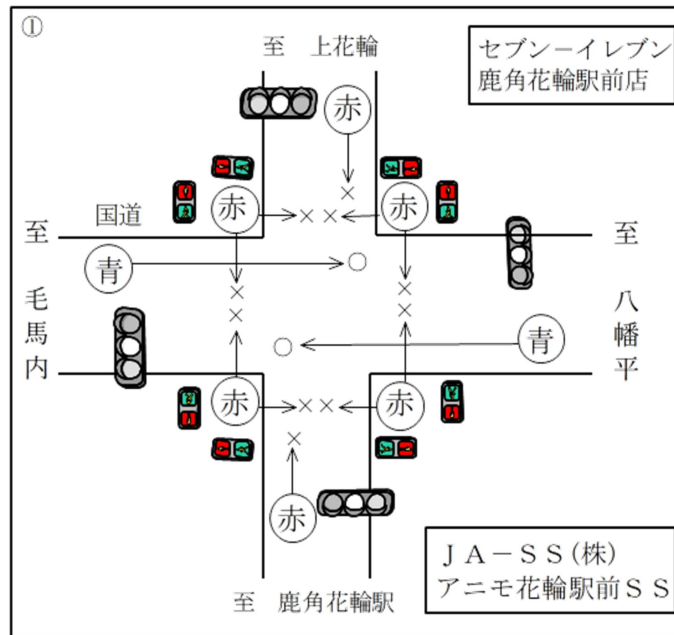 ①
至 上花輪
セブン－イレブン
鹿角花輪駅前店
赤
赤
赤
国道
至 毛馬内
至 八幡平
青
青
赤
赤
赤
至 鹿角花輪駅
ＪＡ－ＳＳ(株)
アニモ花輪駅前ＳＳ